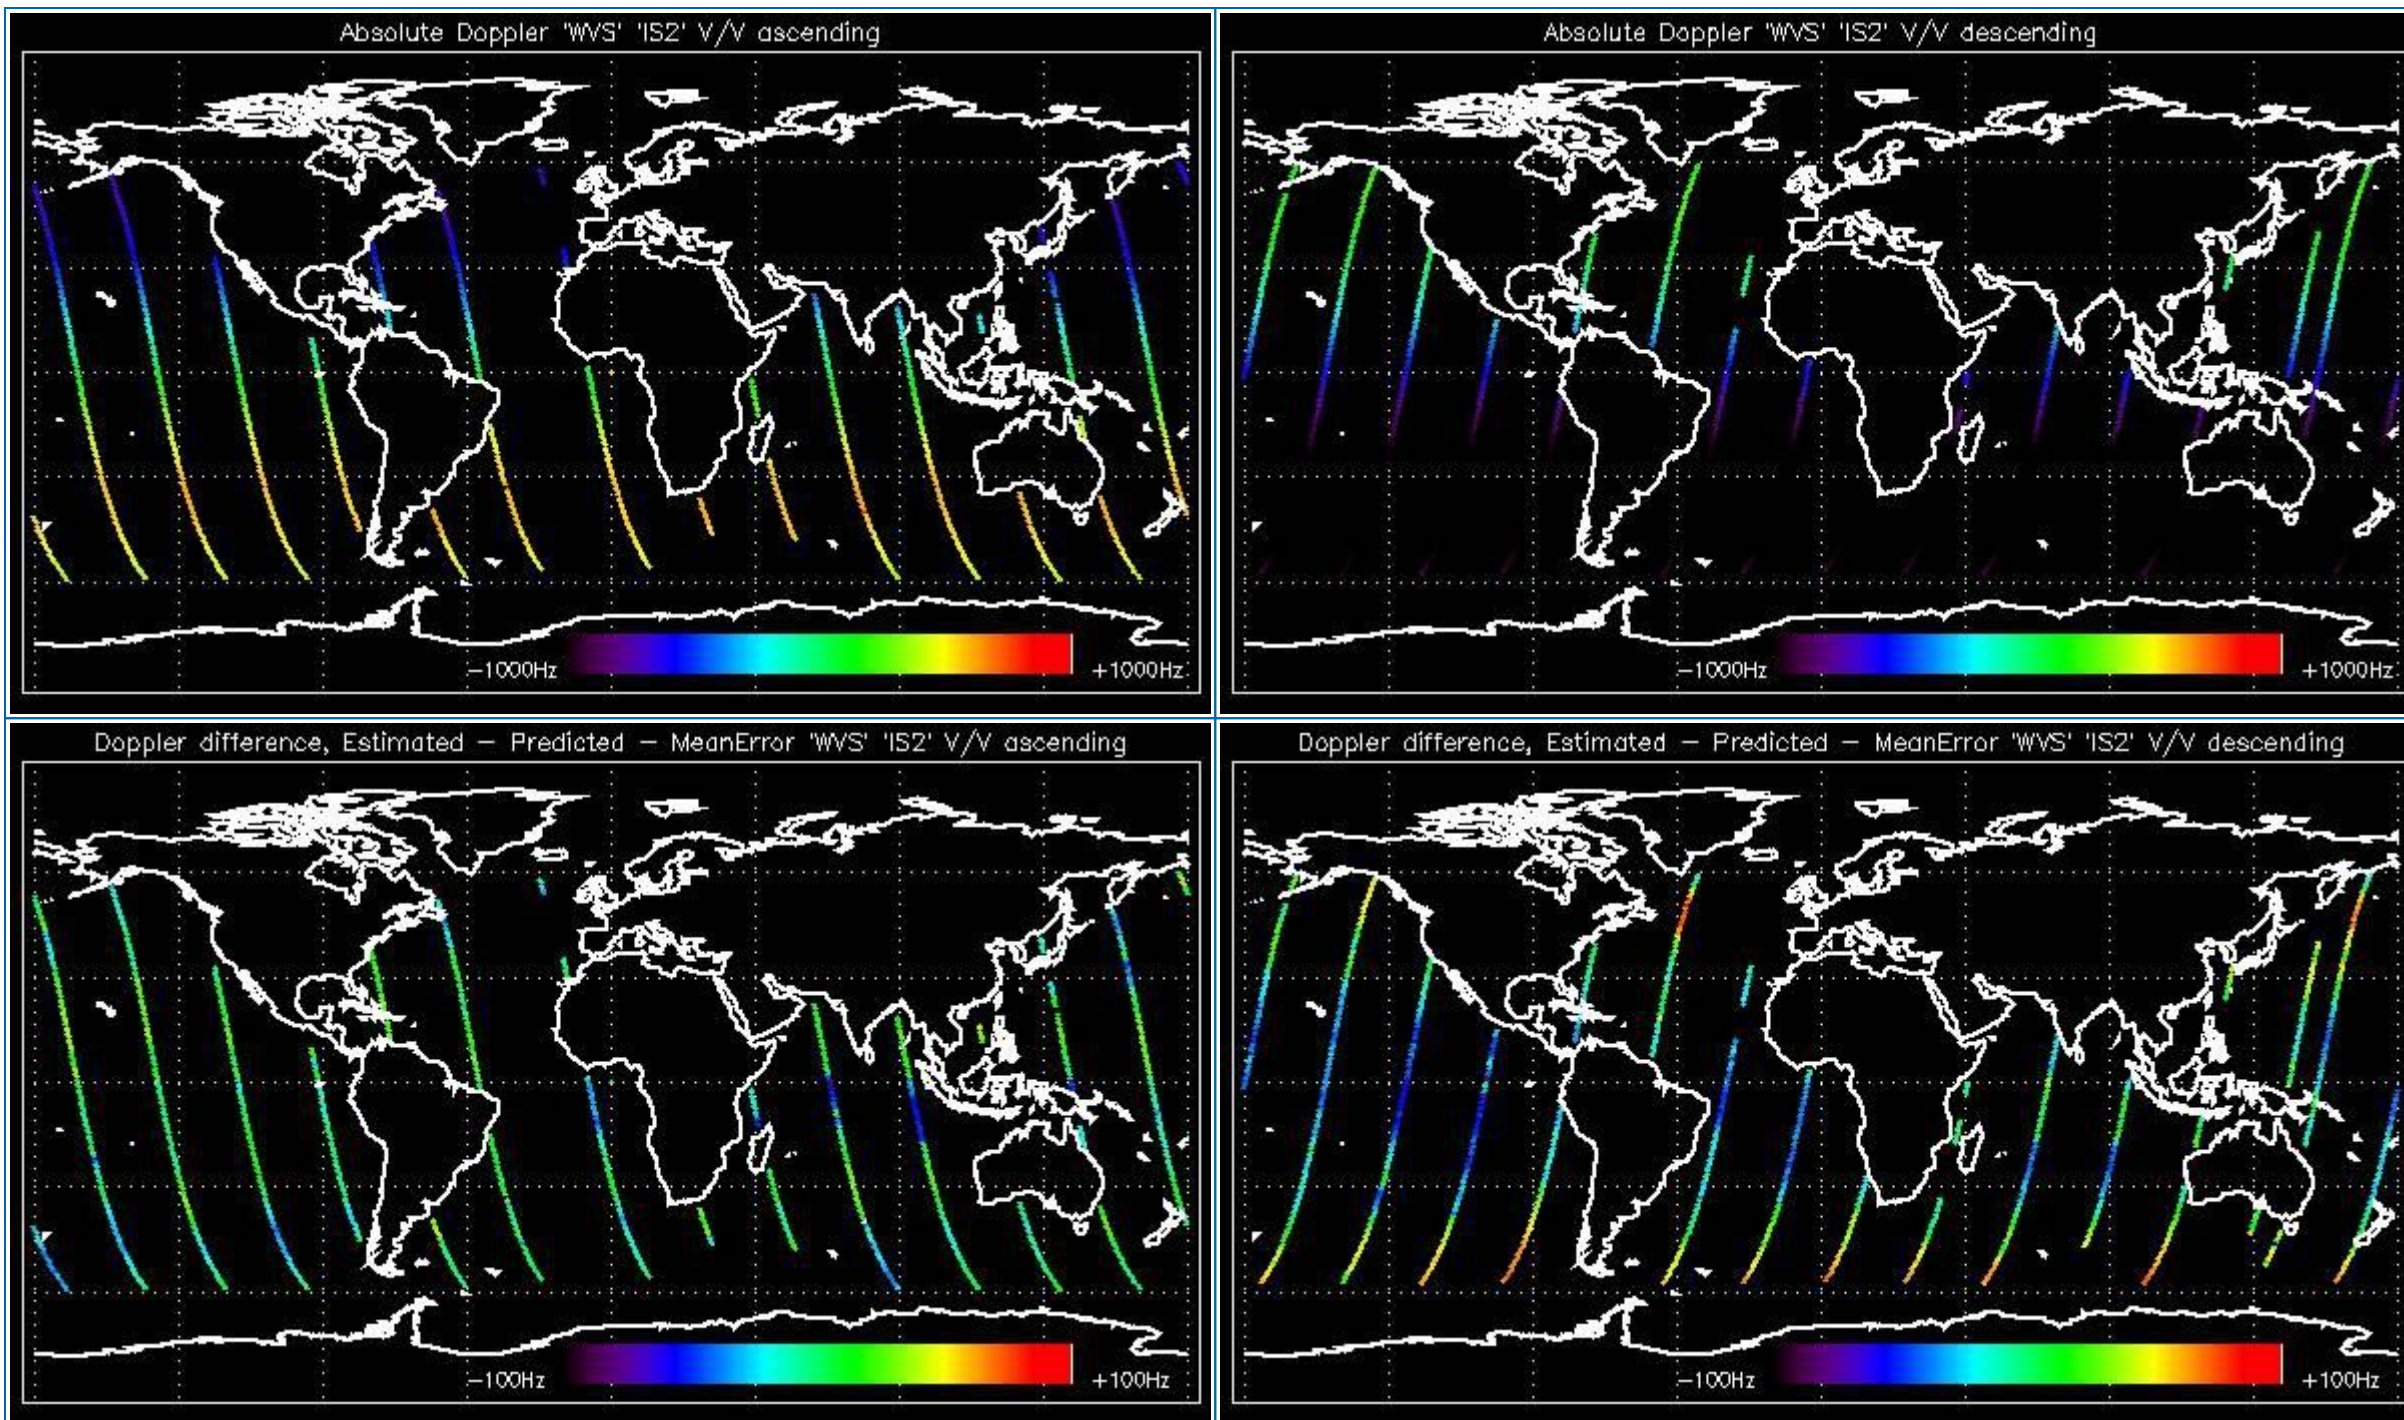 Absolute Doppler 'WVS' 'IS2' V/V ascending
-1000Hz
+1000Hz
Absolute Doppler 'WVS' 'IS2' V/V descending
-1000Hz
+1000Hz
Doppler difference, Estimated - Predicted - MeanError 'WVS' 'IS2' V/V ascending
-100Hz
+100Hz
Doppler difference, Estimated - Predicted - MeanError 'WVS' 'IS2' V/V descending
-100Hz
+100Hz